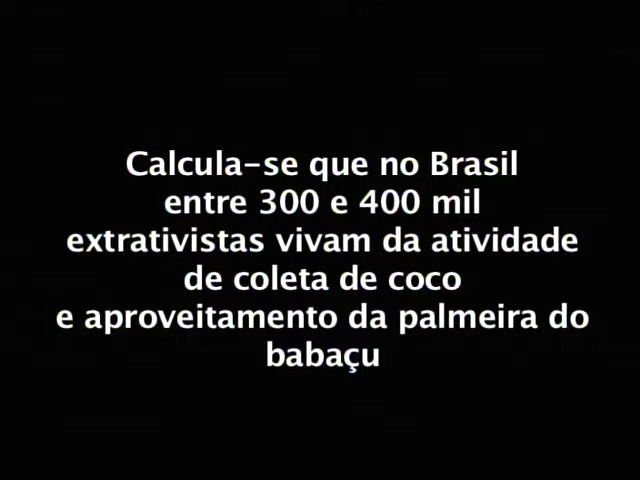 Calcula-se que no Brasil
entre 300 e 400 mil
extrativistas vivam da atividade
de coleta de coco
e aproveitamento da palmeira do
babaçu